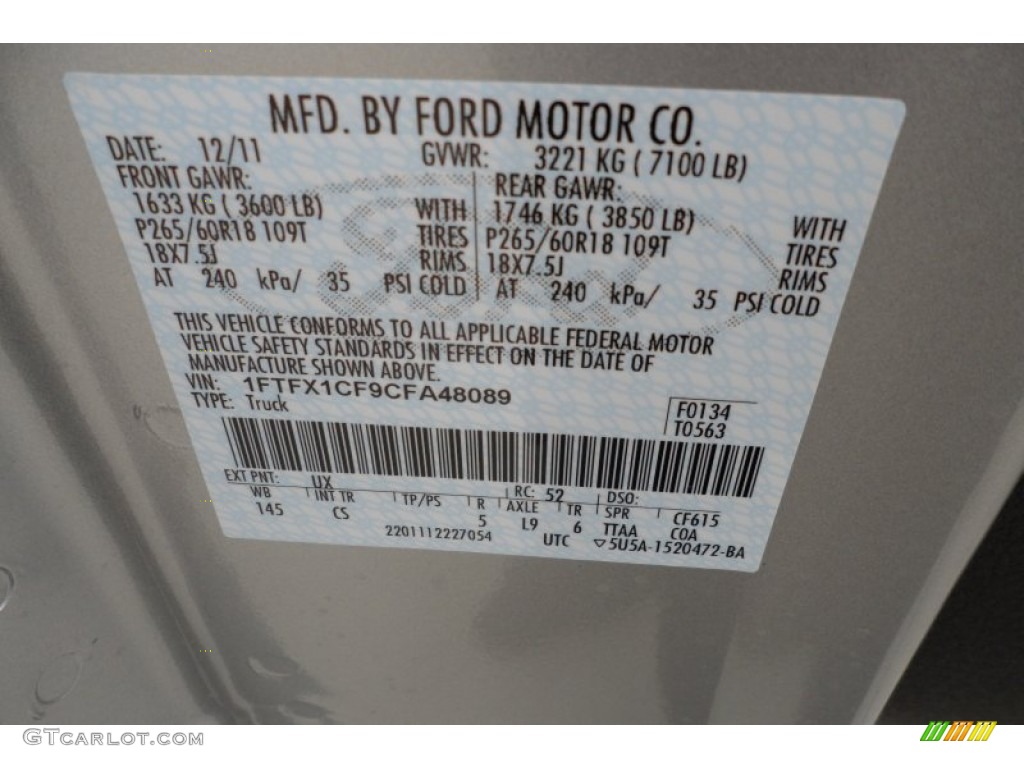 MFD. BY FORD MOTOR CO.
DATE: 12/11 GVWR: 3221 KG ( 7100 LB)
FRONT GAWR: REAR GAWR:
1633 KG ( 3600 LB) WITH 1746 KG ( 3850 LB) WITH
P265/60R18 109T TIRES P265/60R18 109T TIRES
18X7.5J RIMS 18X7.5J RIMS
AT 240 kPa/ 35 PSI COLD AT 240 kPa/ 35 PSI COLD
THIS VEHICLE CONFORMS TO ALL APPLICABLE FEDERAL MOTOR
VEHICLE SAFETY STANDARDS IN EFFECT ON THE DATE OF
MANUFACTURE SHOWN ABOVE.
VIN: 1FTFX1CF9CFA48089
TYPE: Truck
F0134
T0563
EXT PNT: UX RC: 52 DSO:
WB INT TR TP/PS R AXLE TR SPR CF615
145 CS 5 L9 6 TTAA COA
2201112227054 UTC ▽5U5A-1520472-BA
Ford
GTCarLot.com